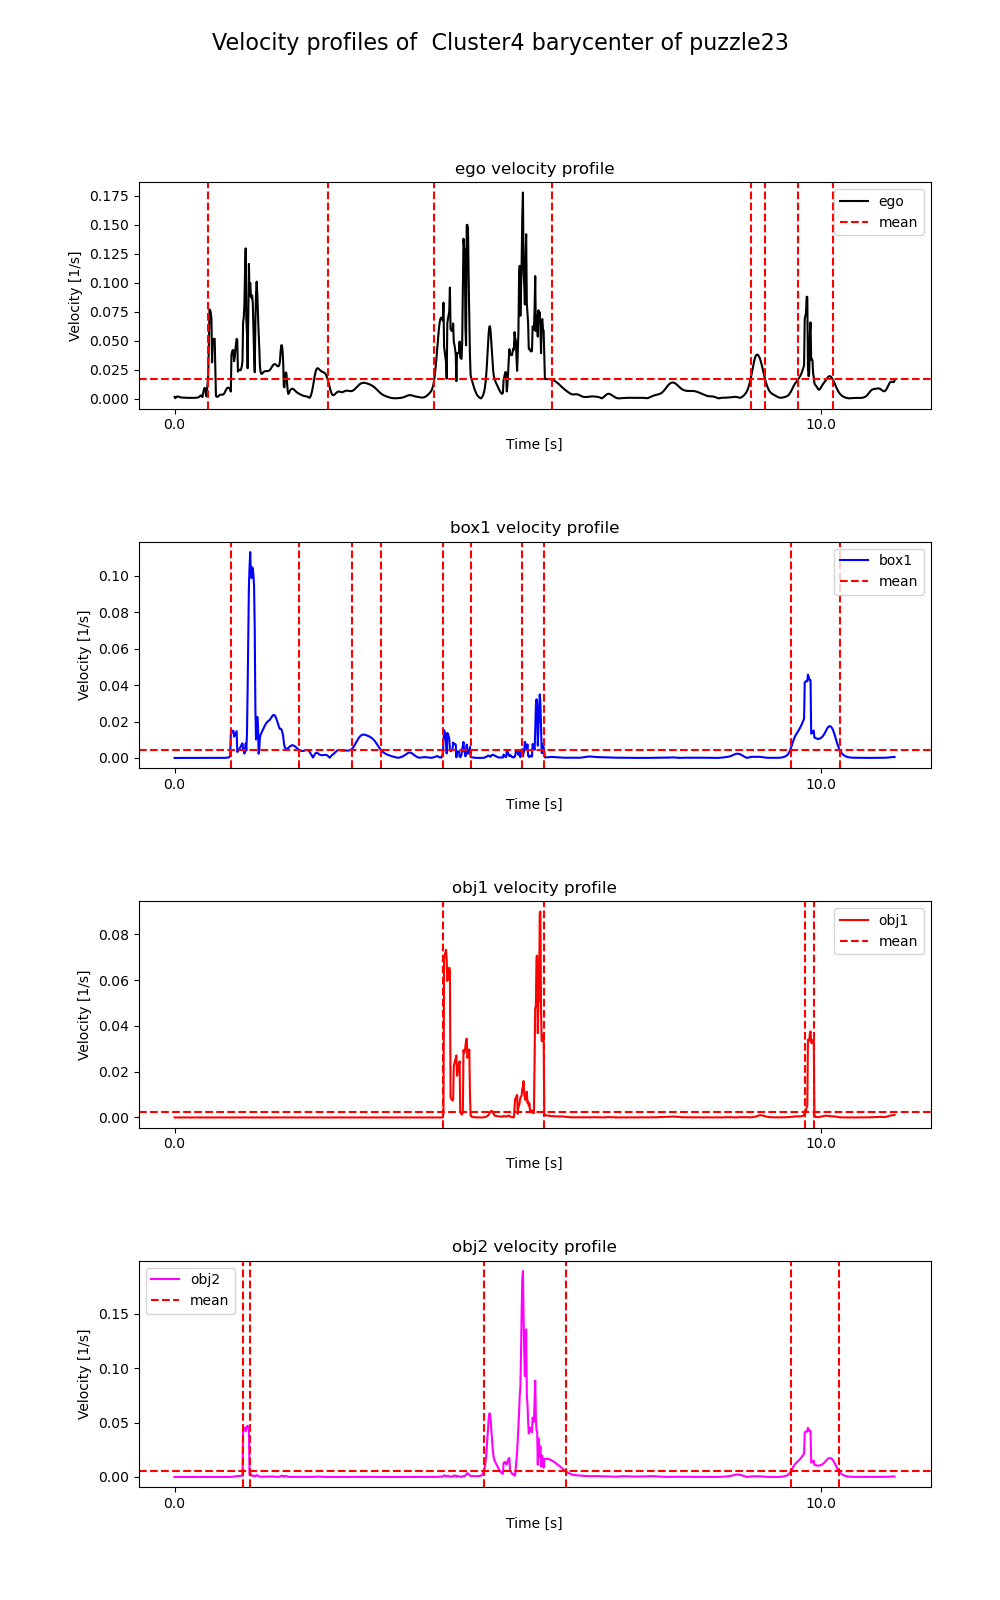 Velocity profiles of  Cluster4 barycenter of puzzle23
ego velocity profile
Velocity [1/s]
0.175
0.150
0.125
0.100
0.075
0.050
0.025
0.000
ego
mean
0.0
10.0
Time [s]
box1 velocity profile
Velocity [1/s]
0.10
0.08
0.06
0.04
0.02
0.00
box1
mean
0.0
10.0
Time [s]
obj1 velocity profile
Velocity [1/s]
0.08
0.06
0.04
0.02
0.00
obj1
mean
0.0
10.0
Time [s]
obj2 velocity profile
Velocity [1/s]
0.15
0.10
0.05
0.00
obj2
mean
0.0
10.0
Time [s]